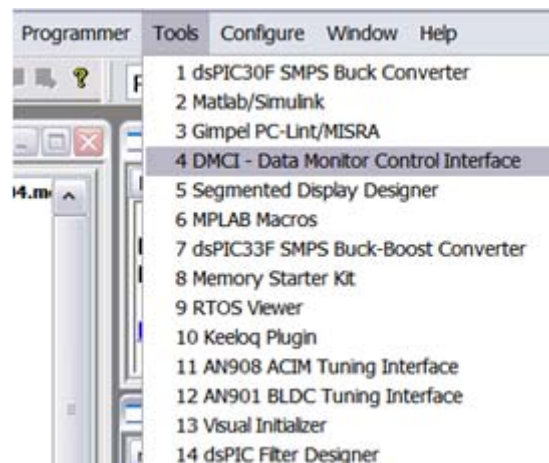 Programmer Tools Configure Window Help
1 dsPIC30F SMPS Buck Converter
2 Matlab/Simulink
3 Gimpel PC-Lint/MISRA
4 DMCI - Data Monitor Control Interface
5 Segmented Display Designer
6 MPLAB Macros
7 dsPIC33F SMPS Buck-Boost Converter
8 Memory Starter Kit
9 RTOS Viewer
10 Keeloq Plugin
11 AN908 ACIM Tuning Interface
12 AN901 BLDC Tuning Interface
13 Visual Initializer
14 dsPIC Filter Designer